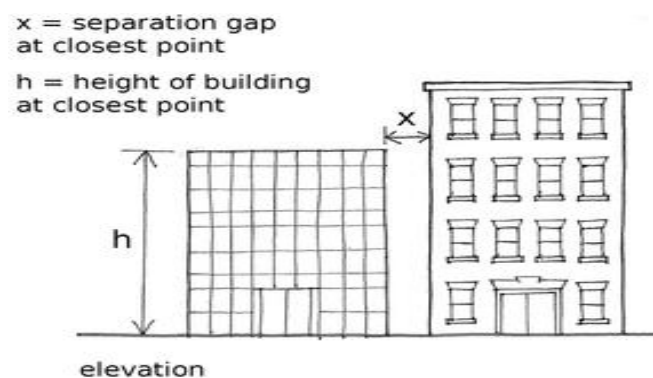 x = separation gap
at closest point
h = height of building
at closest point
x
h
elevation